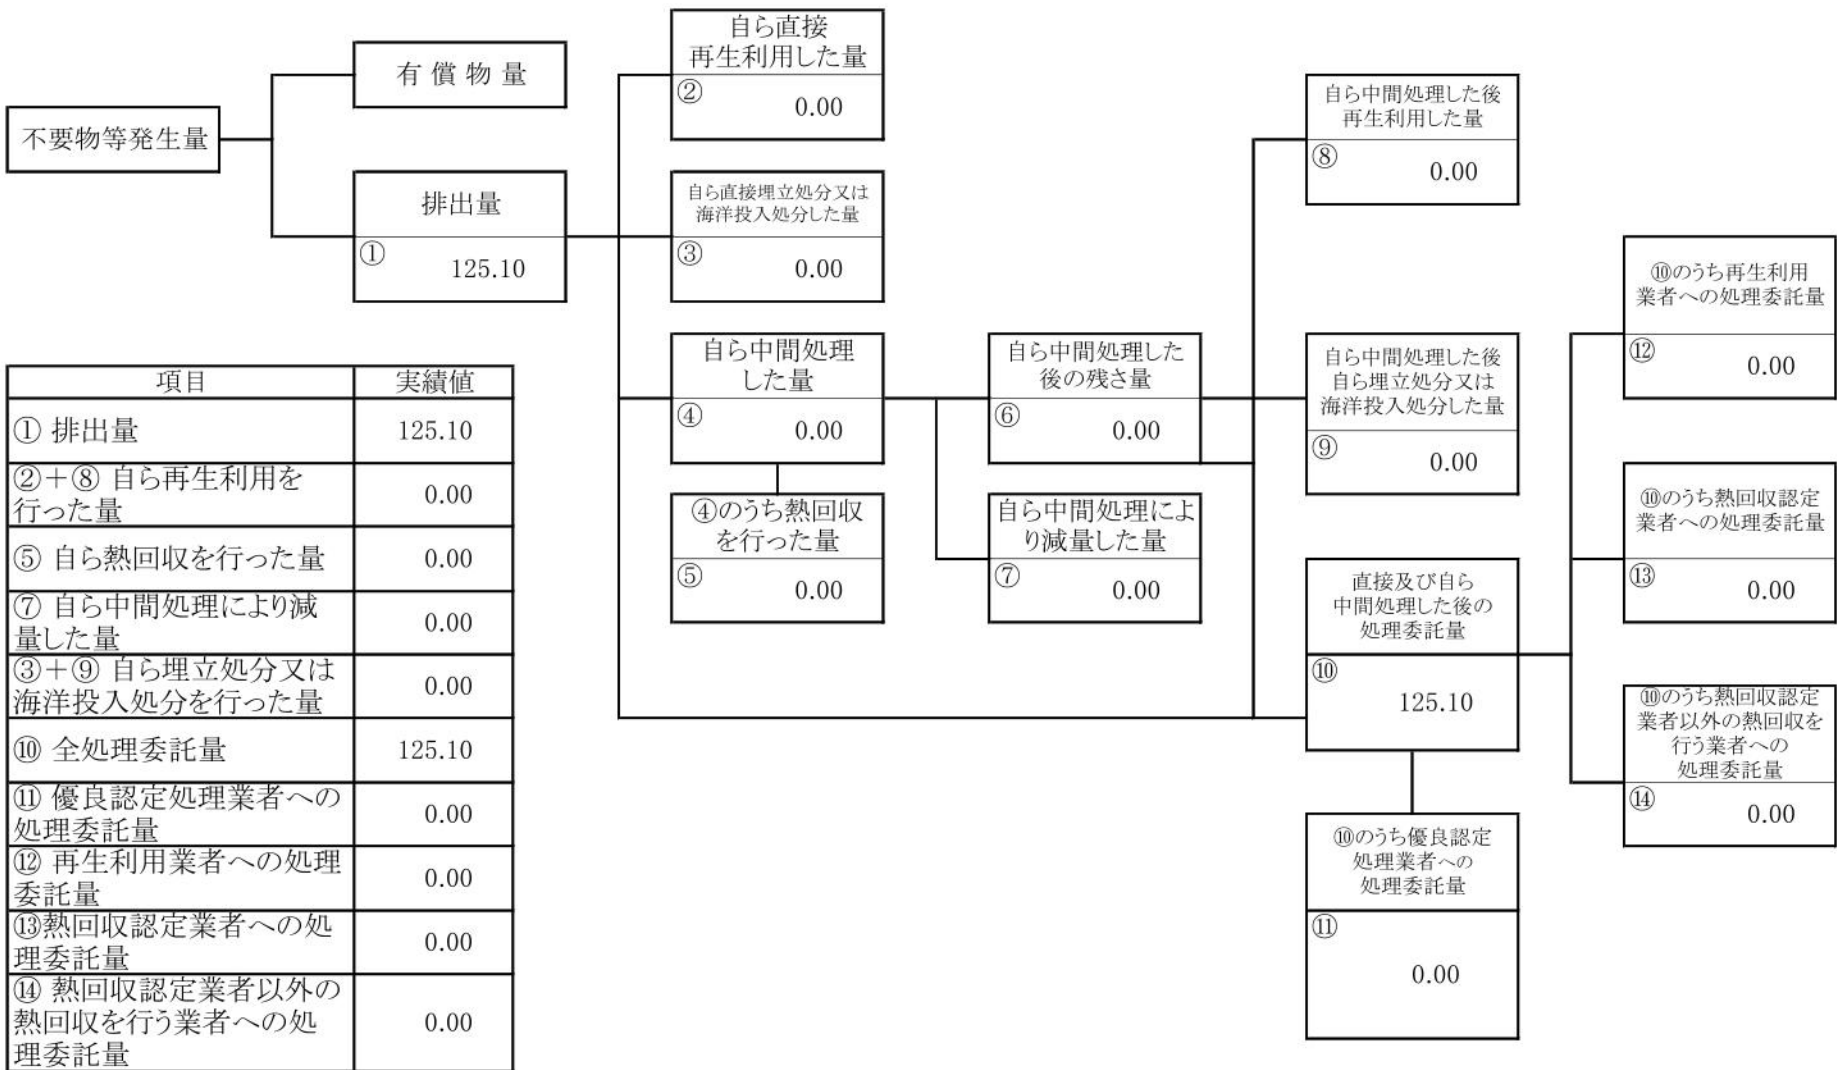 不要物等発生量
有償物量
排出量
①
125.10
自ら直接
再生利用した量
②
0.00
自ら直接埋立処分又は
海洋投入処分した量
③
0.00
自ら中間処理
した量
④
0.00
④のうち熱回収
を行った量
⑤
0.00
自ら中間処理した
後の残さ量
⑥
0.00
自ら中間処理によ
り減量した量
⑦
0.00
自ら中間処理した後
再生利用した量
⑧
0.00
自ら中間処理した後
自ら埋立処分又は
海洋投入処分した量
⑨
0.00
直接及び自ら
中間処理した後の
処理委託量
⑩
125.10
⑩のうち優良認定
処理業者への
処理委託量
⑪
0.00
⑩のうち再生利用
業者への処理委託量
⑫
0.00
⑩のうち熱回収認定
業者への処理委託量
⑬
0.00
⑩のうち熱回収認定
業者以外の熱回収を
行う業者への
処理委託量
⑭
0.00
項目 実績値
① 排出量 125.10
②+⑧ 自ら再生利用を
行った量 0.00
⑤ 自ら熱回収を行った量 0.00
⑦ 自ら中間処理により減
量した量 0.00
③+⑨ 自ら埋立処分又は
海洋投入処分を行った量 0.00
⑩ 全処理委託量 125.10
⑪ 優良認定処理業者への
処理委託量 0.00
⑫ 再生利用業者への処理
委託量 0.00
⑬熱回収認定業者への処
理委託量 0.00
⑭ 熱回収認定業者以外の
熱回収を行う業者への処
理委託量 0.00